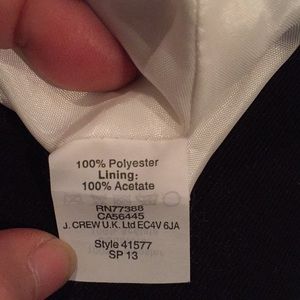 100% Polyester
Lining:
100% Acetate
RN77388
CA56445
J. CREW U.K. Ltd EC4V 6JA
Style 41577
SP 13